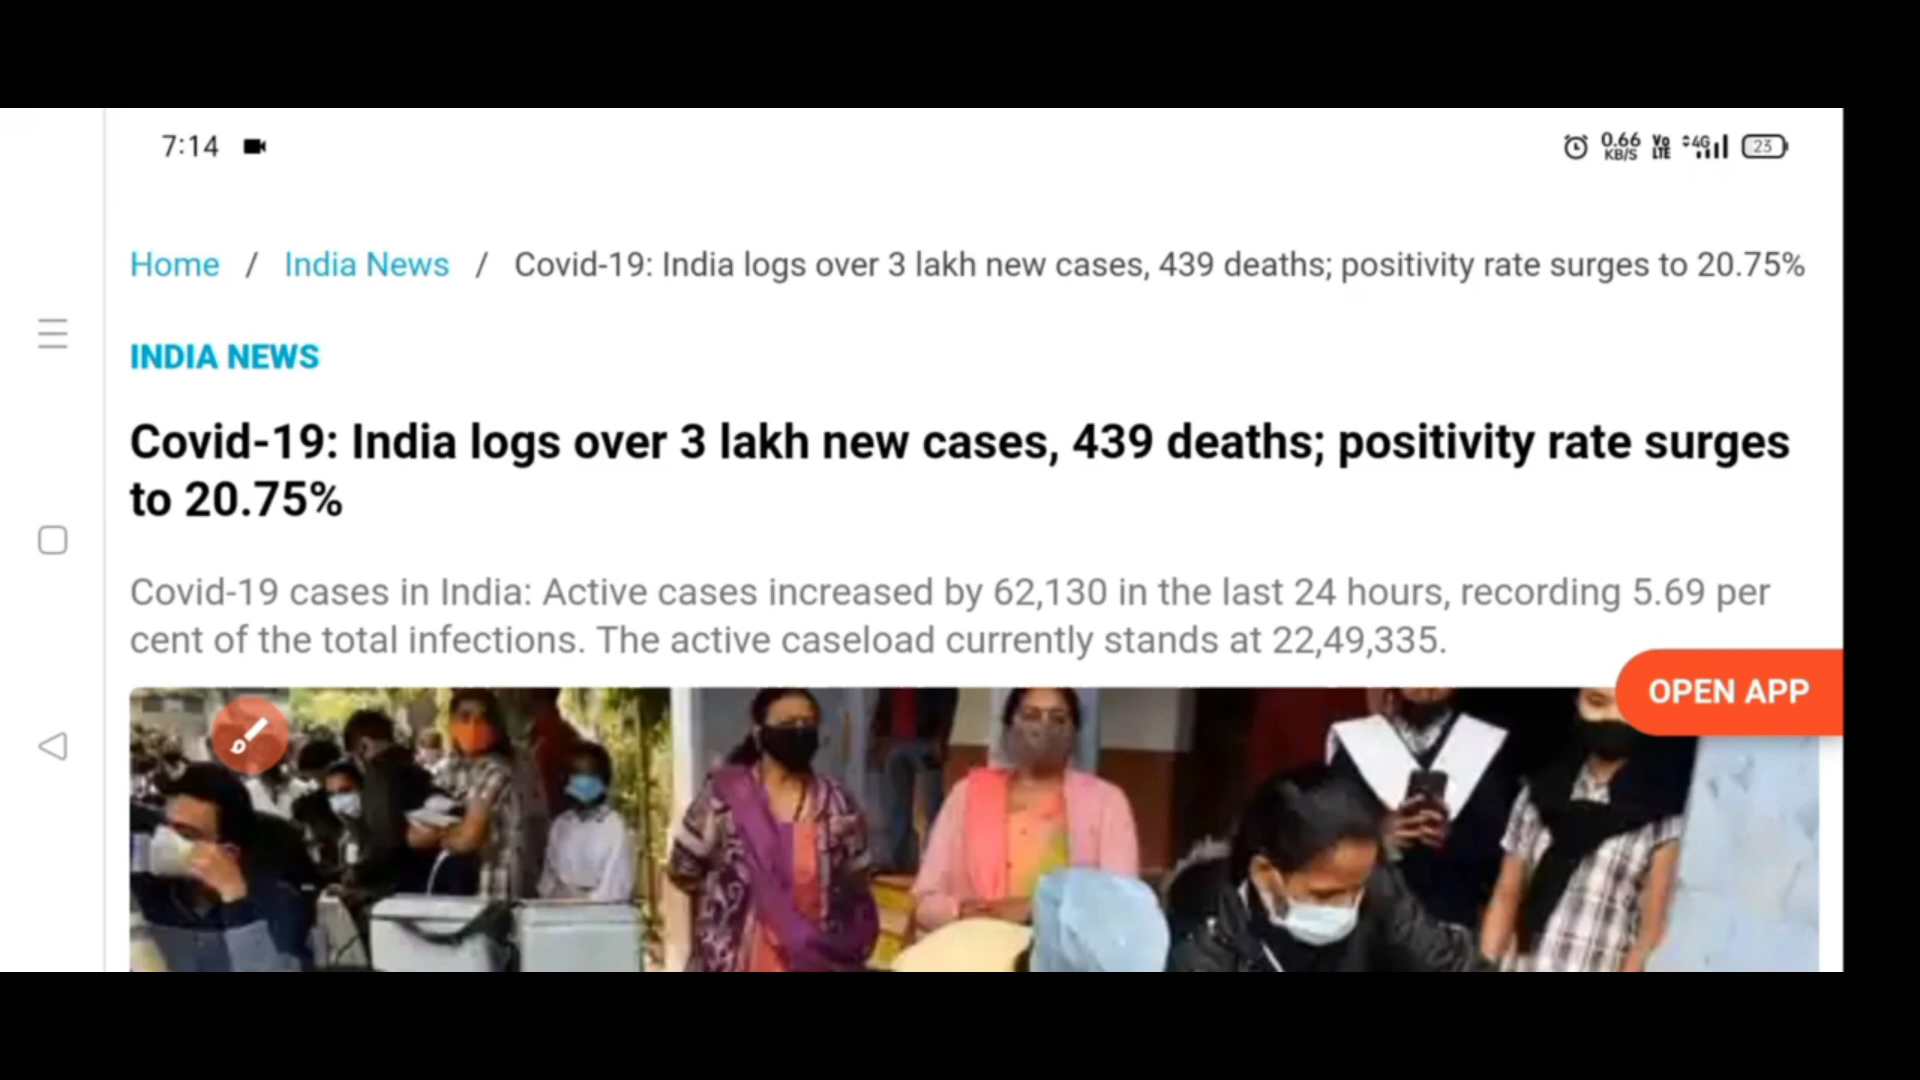 7:14
0.66 KB/S Vo LTE 4G 23
Home / India News / Covid-19: India logs over 3 lakh new cases, 439 deaths; positivity rate surges to 20.75%
INDIA NEWS
Covid-19: India logs over 3 lakh new cases, 439 deaths; positivity rate surges
to 20.75%
Covid-19 cases in India: Active cases increased by 62,130 in the last 24 hours, recording 5.69 per
cent of the total infections. The active caseload currently stands at 22,49,335.
OPEN APP